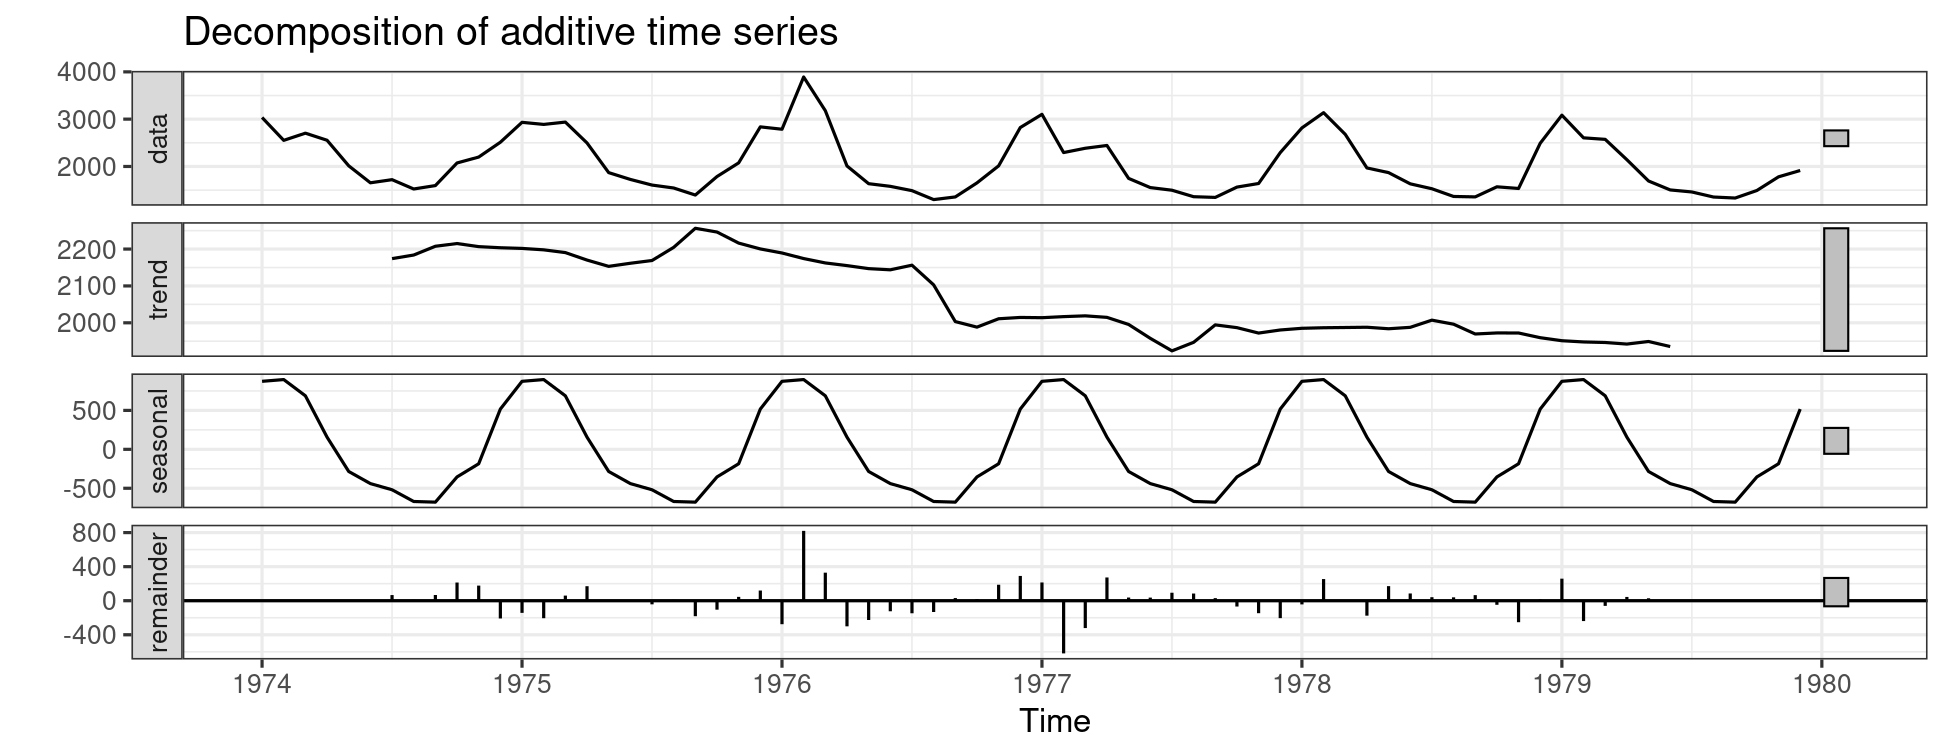 Decomposition of additive time series
data
4000
3000
2000
trend
2200
2100
2000
seasonal
500
0
-500
remainder
800
400
0
-400
1974 1975 1976 1977 1978 1979 1980
Time